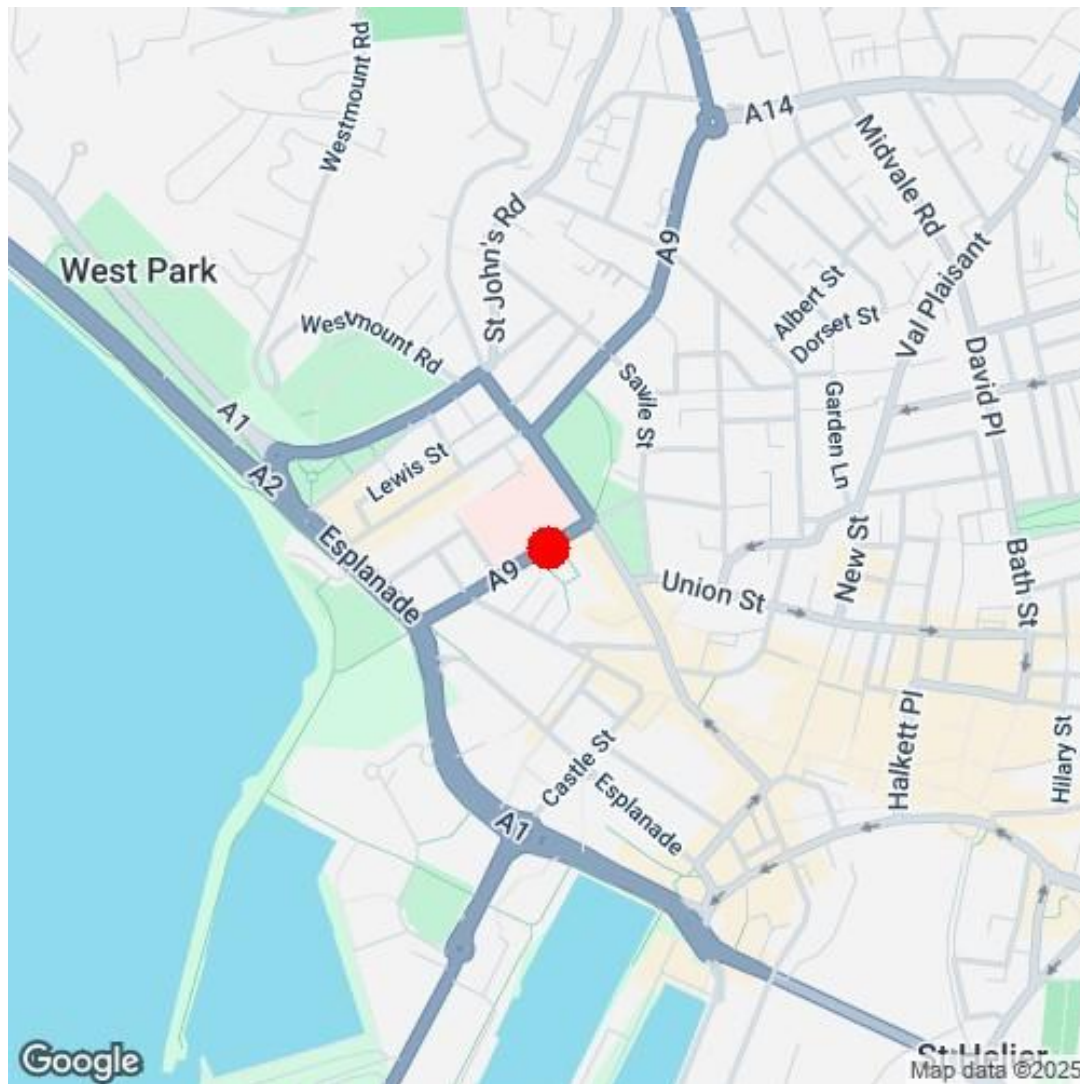 Westmount Rd
A14
Midvale Rd
St John's Rd
A9
West Park
Val Plaisant
Albert St
Dorset St
Westmount Rd
David Pl
Savile St
A1
Garden Ln
Lewis St
A2
Esplanade
New St
Bath St
A9
Union St
Halkett Pl
Hilary St
Castle St
Esplanade
A1
St Helier
Google
Map data ©2025